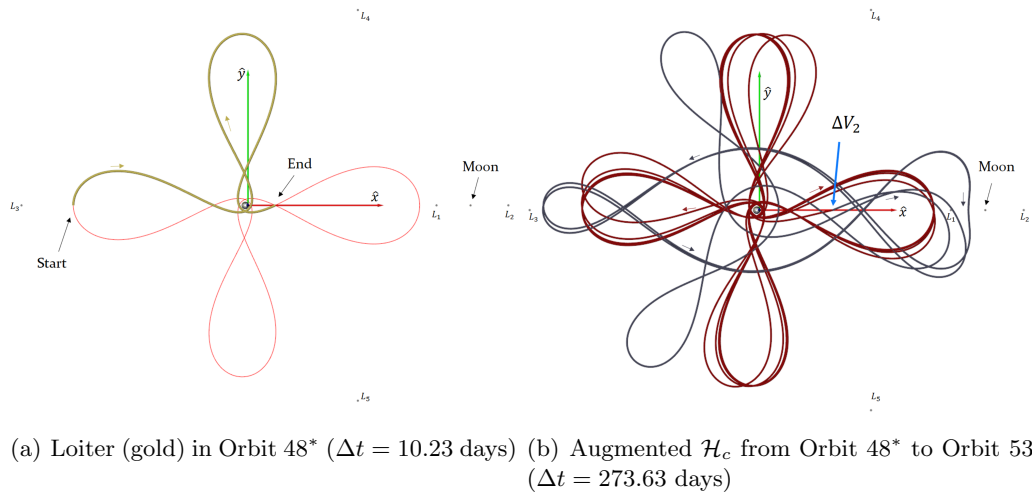 L₄
ŷ
End
Moon
x̂
L₃
L₁
L₂
Start
L₅
L₄
ŷ
ΔV₂
Moon
x̂
L₃
L₁
L₂
L₅
(a) Loiter (gold) in Orbit 48* (Δt = 10.23 days)
(b) Augmented ℋc from Orbit 48* to Orbit 53
(Δt = 273.63 days)